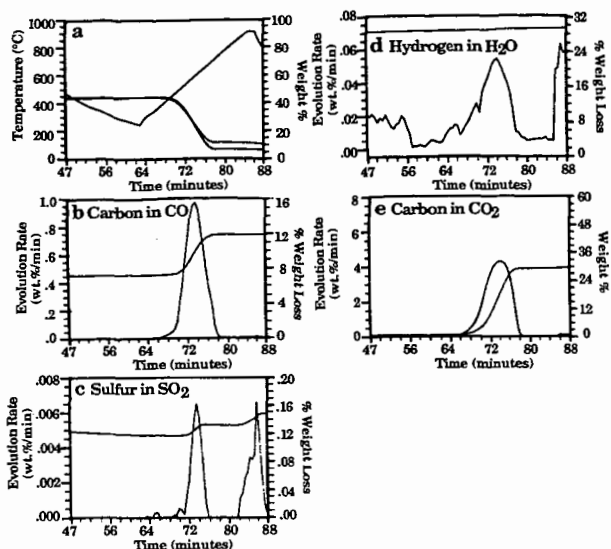 a
Temperature (°C)
1000
800
600
400
200
0
100
80
60
40
20
0
Weight %
47 56 64 72 80 88
Time (minutes)
d Hydrogen in H2O
Evolution Rate
(wt.%/min)
.08
.06
.04
.02
.00
32
24
16
8
0
% Weight Loss
47 56 64 72 80 88
Time (minutes)
b Carbon in CO
Evolution Rate
(wt.%/min)
1.0
.8
.6
.4
.2
.0
16
12
8
4
0
% Weight Loss
47 56 64 72 80 88
Time (minutes)
e Carbon in CO2
Evolution Rate
(wt.%/min)
8
6
4
2
0
60
48
36
24
12
0
Weight %
47 56 64 72 80 88
Time (minutes)
c Sulfur in SO2
Evolution Rate
(wt.%/min)
.008
.006
.004
.002
.000
.20
.16
.12
.08
.04
.00
% Weight Loss
47 56 64 72 80 88
Time (minutes)